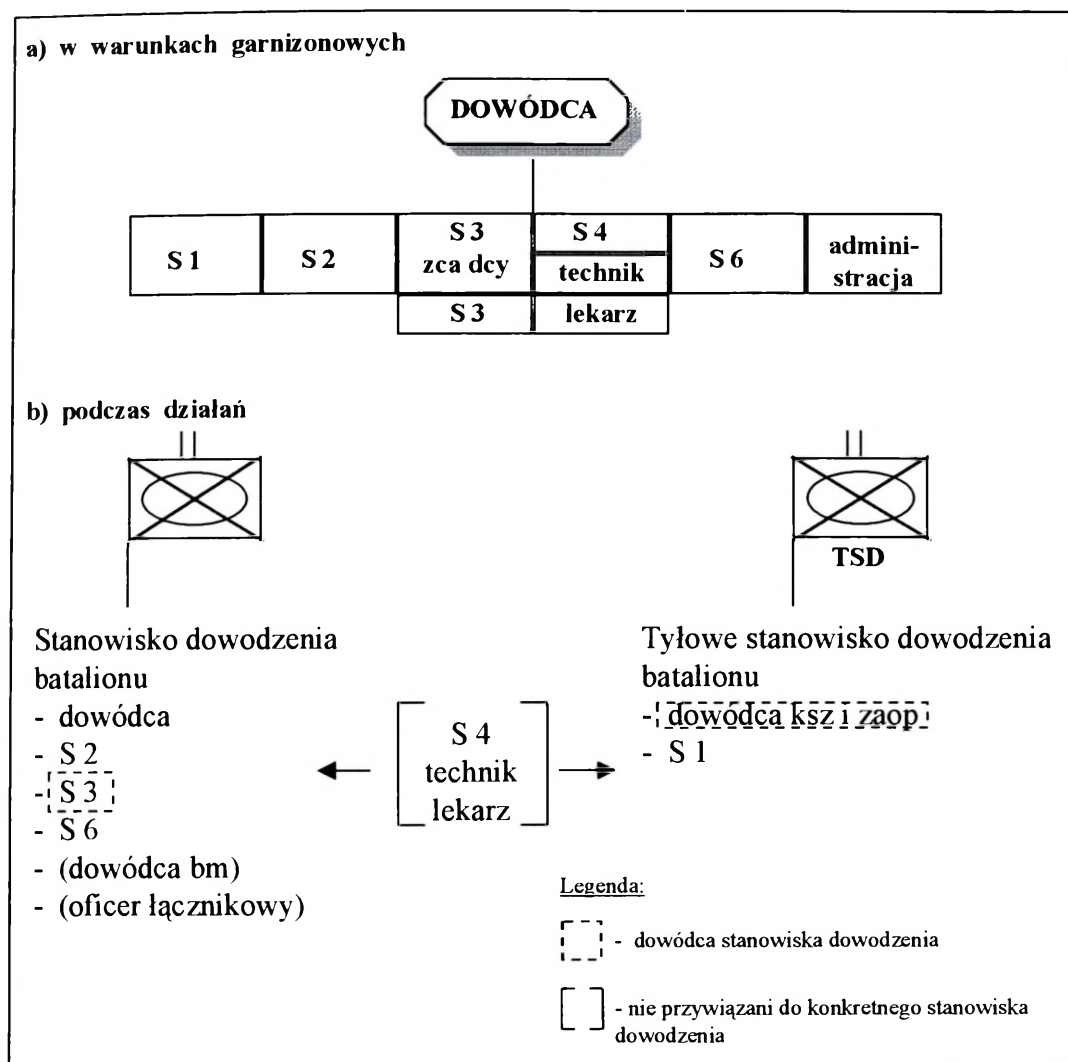 a) w warunkach garnizonowych
DOWÓDCA
S 1
S 2
S 3
zca dcy
S 3
S 4
technik
lekarz
S 6
admini-
stracja
b) podczas działań
TSD
Stanowisko dowodzenia
batalionu
- dowódca
- S 2
- S 3
- S 6
- (dowódca bm)
- (oficer łącznikowy)
S 4
technik
lekarz
Tyłowe stanowisko dowodzenia
batalionu
- dowódca ksz i zaop
- S 1
Legenda:
- dowódca stanowiska dowodzenia
- nie przywiązani do konkretnego stanowiska
dowodzenia